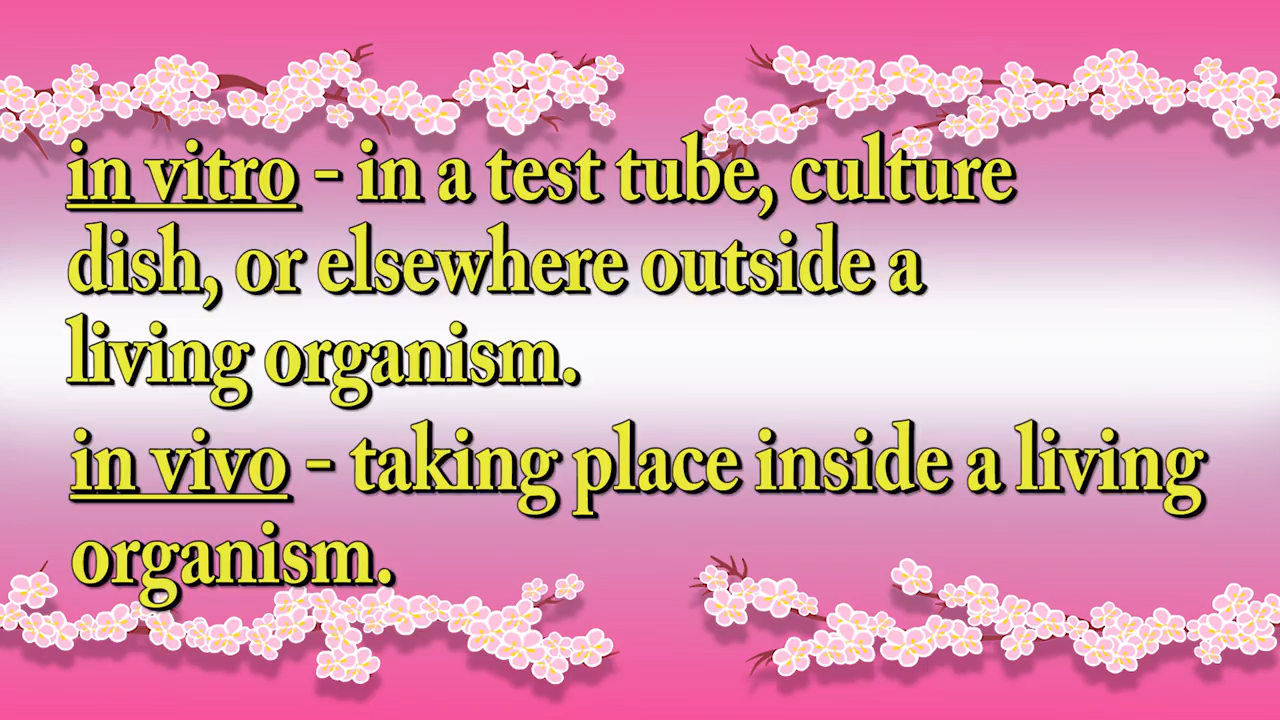 in vitro - in a test tube, culture
dish, or elsewhere outside a
living organism.
in vivo - taking place inside a living
organism.